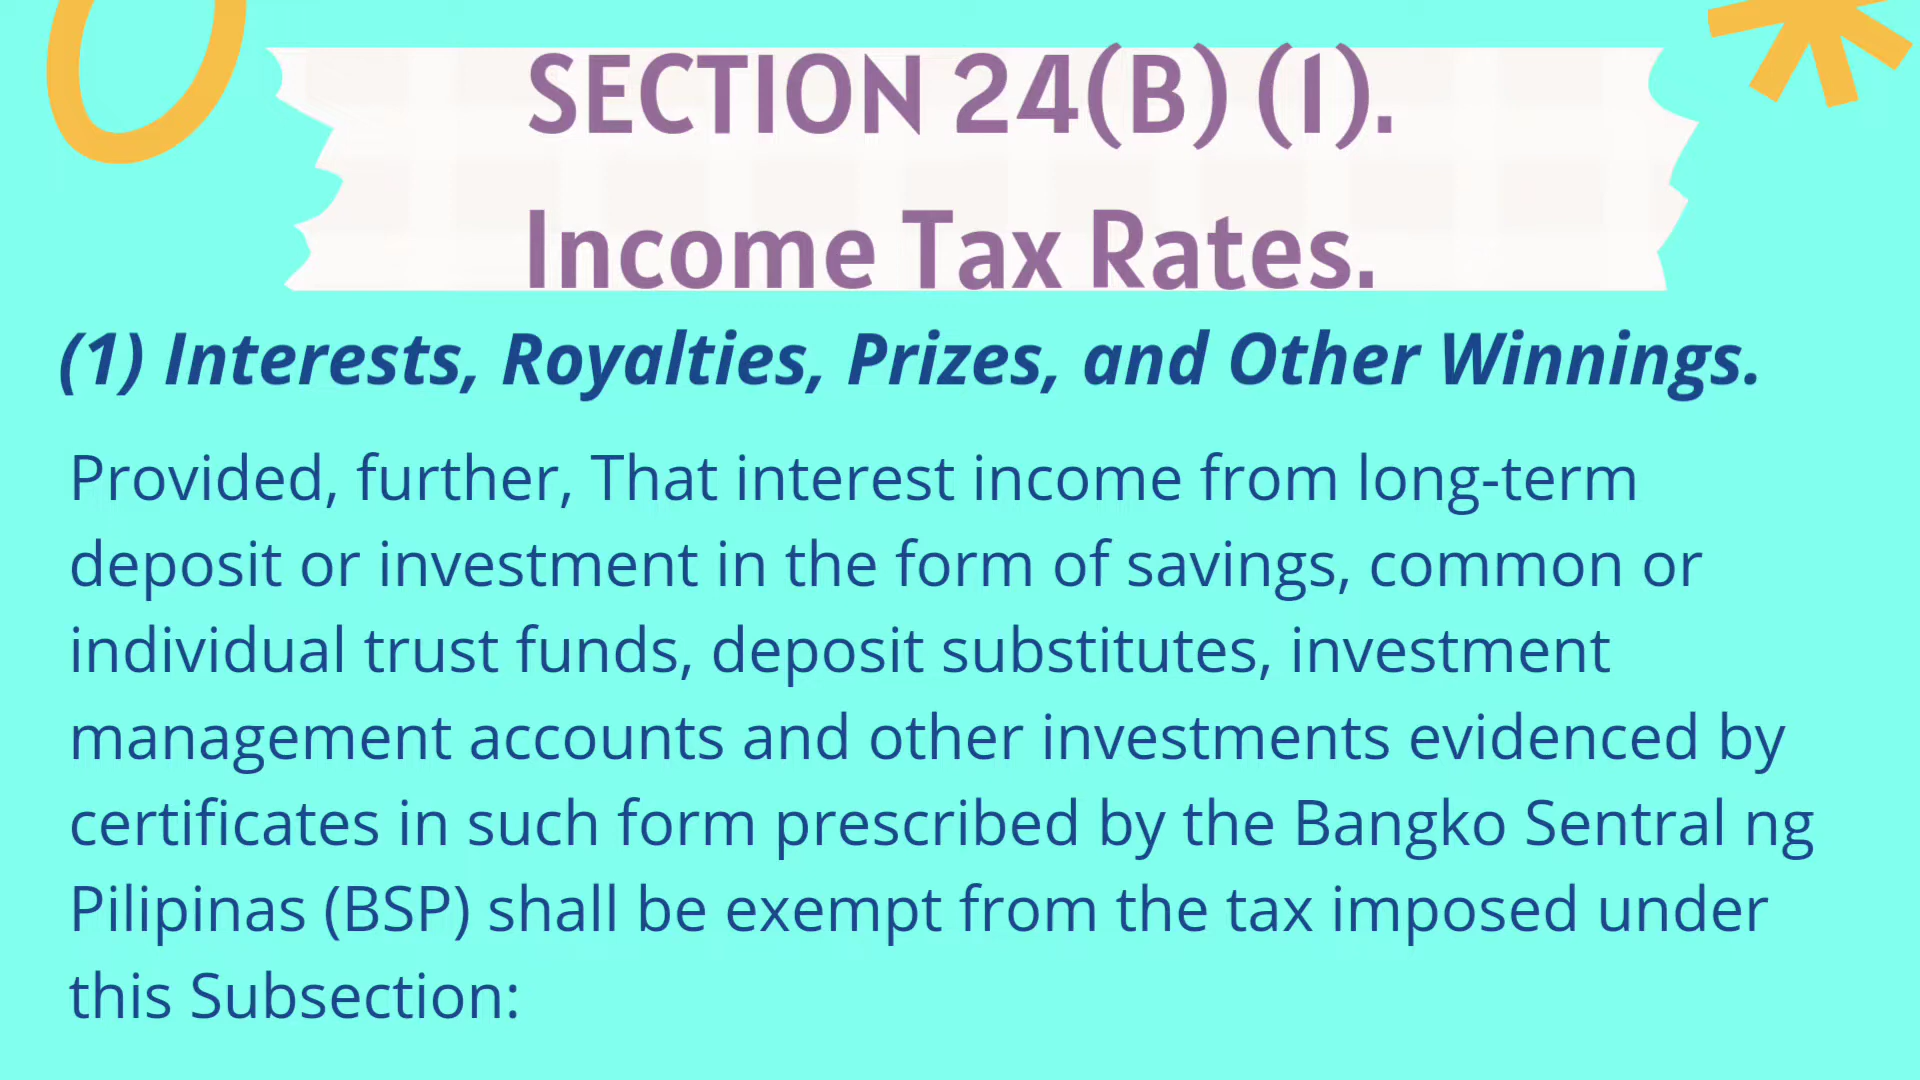 SECTION 24(B) (1).
Income Tax Rates.
(1) Interests, Royalties, Prizes, and Other Winnings.
Provided, further, That interest income from long-term
deposit or investment in the form of savings, common or
individual trust funds, deposit substitutes, investment
management accounts and other investments evidenced by
certificates in such form prescribed by the Bangko Sentral ng
Pilipinas (BSP) shall be exempt from the tax imposed under
this Subsection: